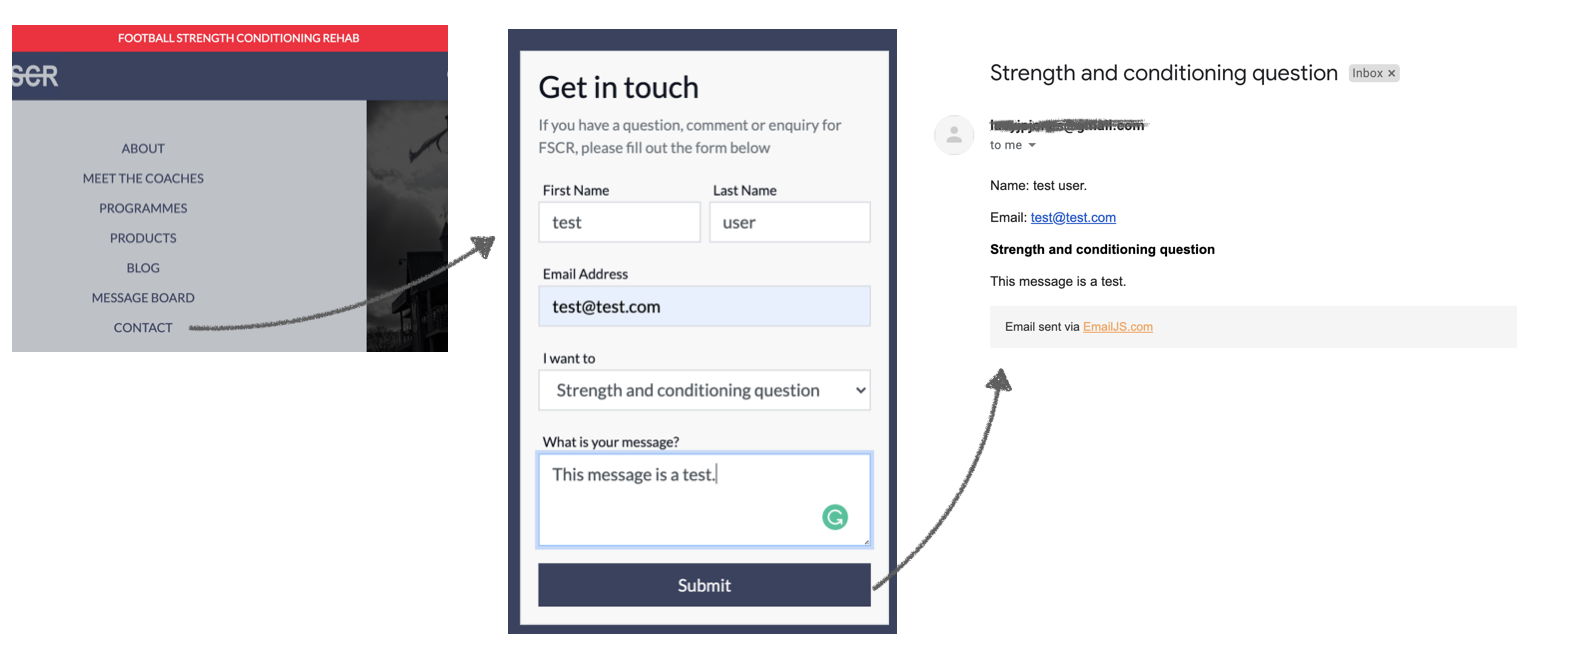 FOOTBALL STRENGTH CONDITIONING REHAB
SCR
ABOUT
MEET THE COACHES
PROGRAMMES
PRODUCTS
BLOG
MESSAGE BOARD
CONTACT
Get in touch
If you have a question, comment or enquiry for
FSCR, please fill out the form below
First Name Last Name
test user
Email Address
test@test.com
I want to
Strength and conditioning question
What is your message?
This message is a test.
Submit
Strength and conditioning question Inbox ×
to me
Name: test user.
Email: test@test.com
Strength and conditioning question
This message is a test.
Email sent via EmailJS.com